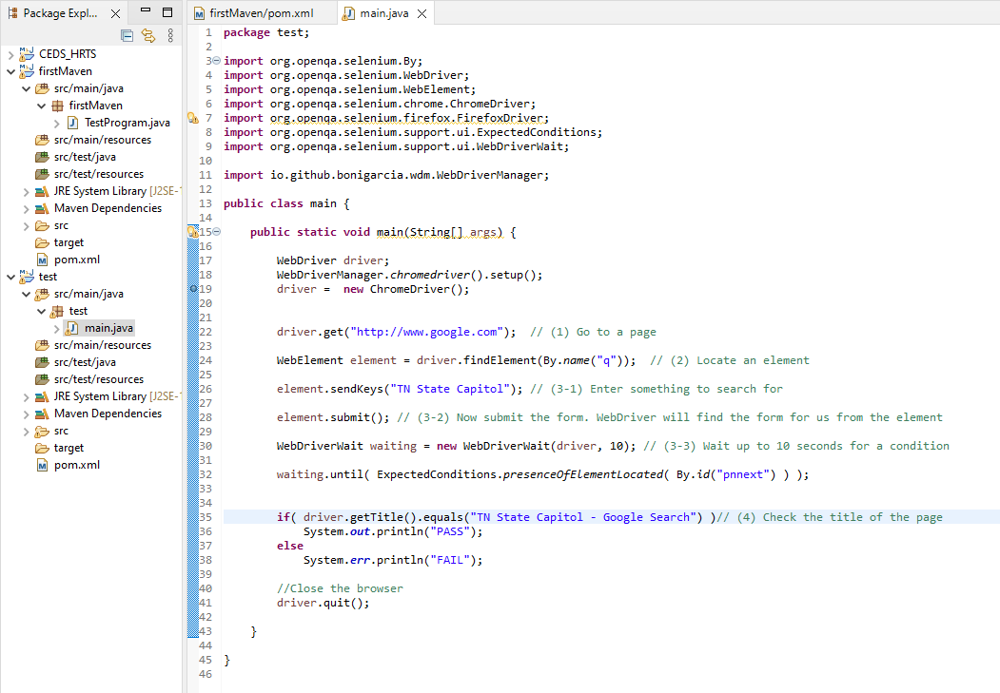 Package Expl...
CEDS_HRTS
firstMaven
src/main/java
firstMaven
TestProgram.java
src/main/resources
src/test/java
src/test/resources
JRE System Library [J2SE-1
Maven Dependencies
src
target
pom.xml
test
src/main/java
test
main.java
src/main/resources
src/test/java
src/test/resources
JRE System Library [J2SE-1
Maven Dependencies
src
target
pom.xml
firstMaven/pom.xml
main.java
1 package test;
2
3 import org.openqa.selenium.By;
4 import org.openqa.selenium.WebDriver;
5 import org.openqa.selenium.WebElement;
6 import org.openqa.selenium.chrome.ChromeDriver;
7 import org.openqa.selenium.firefox.FirefoxDriver;
8 import org.openqa.selenium.support.ui.ExpectedConditions;
9 import org.openqa.selenium.support.ui.WebDriverWait;
10
11 import io.github.bonigarcia.wdm.WebDriverManager;
12
13 public class main {
14
15     public static void main(String[] args) {
16
17         WebDriver driver;
18         WebDriverManager.chromedriver().setup();
19         driver =  new ChromeDriver();
20
21
22         driver.get("http://www.google.com");  // (1) Go to a page
23
24         WebElement element = driver.findElement(By.name("q"));  // (2) Locate an element
25
26         element.sendKeys("TN State Capitol"); // (3-1) Enter something to search for
27
28         element.submit(); // (3-2) Now submit the form. WebDriver will find the form for us from the element
29
30         WebDriverWait waiting = new WebDriverWait(driver, 10); // (3-3) Wait up to 10 seconds for a condition
31
32         waiting.until( ExpectedConditions.presenceOfElementLocated( By.id("pnnext") ) );
33
34
35         if( driver.getTitle().equals("TN State Capitol - Google Search") )// (4) Check the title of the page
36             System.out.println("PASS");
37         else
38             System.err.println("FAIL");
39
40         //Close the browser
41         driver.quit();
42
43     }
44
45 }
46